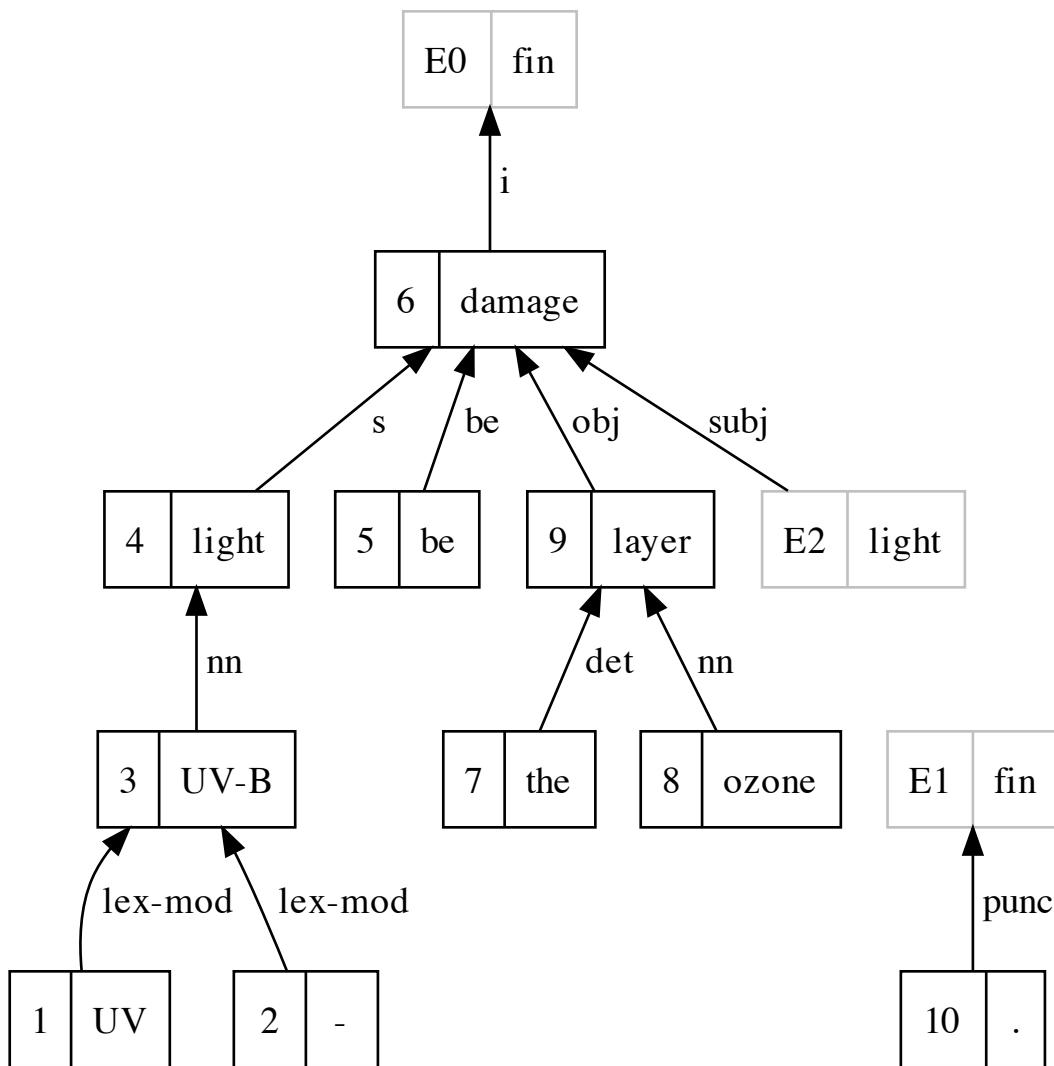 E0 fin
i
6 damage
s be obj subj
4 light 5 be 9 layer E2 light
nn det nn
3 UV-B 7 the 8 ozone E1 fin
lex-mod lex-mod punc
1 UV 2 - 10 .